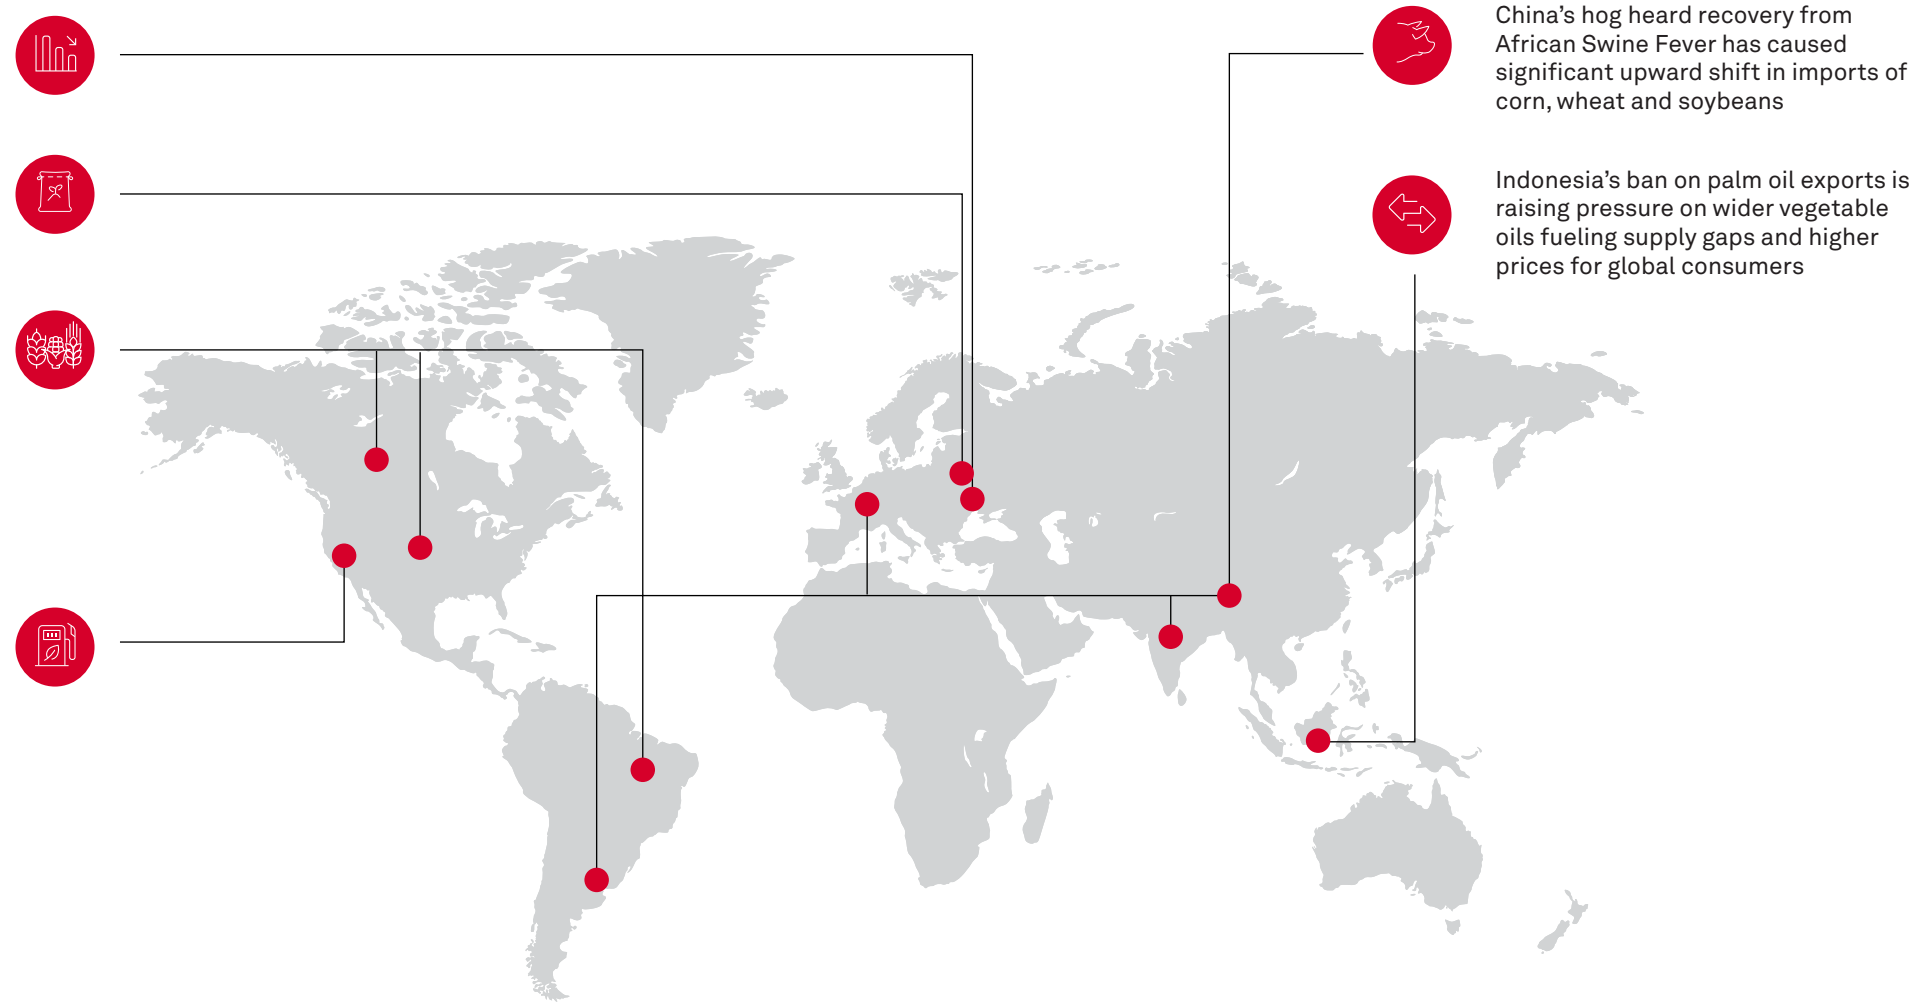 China’s hog heard recovery from
African Swine Fever has caused
significant upward shift in imports of
corn, wheat and soybeans
Indonesia’s ban on palm oil exports is
raising pressure on wider vegetable
oils fueling supply gaps and higher
prices for global consumers